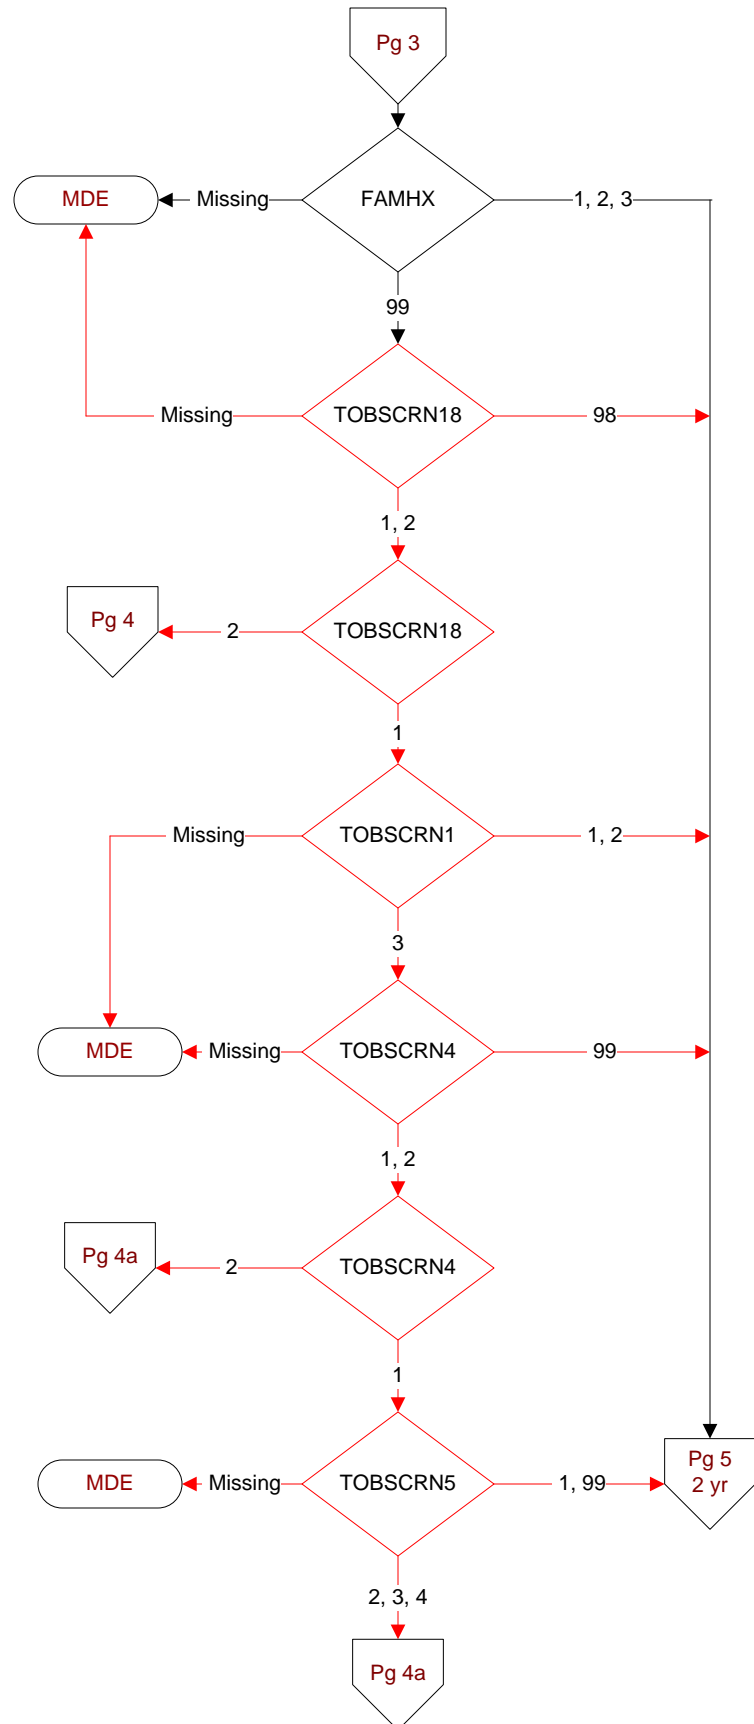 Pg 3
MDE
Missing
FAMHX
1, 2, 3
99
Missing
TOBSCRN18
98
1, 2
Pg 4
2
TOBSCRN18
1
Missing
TOBSCRN1
1, 2
3
MDE
Missing
TOBSCRN4
99
1, 2
Pg 4a
2
TOBSCRN4
1
MDE
Missing
TOBSCRN5
1, 99
Pg 5
2 yr
2, 3, 4
Pg 4a